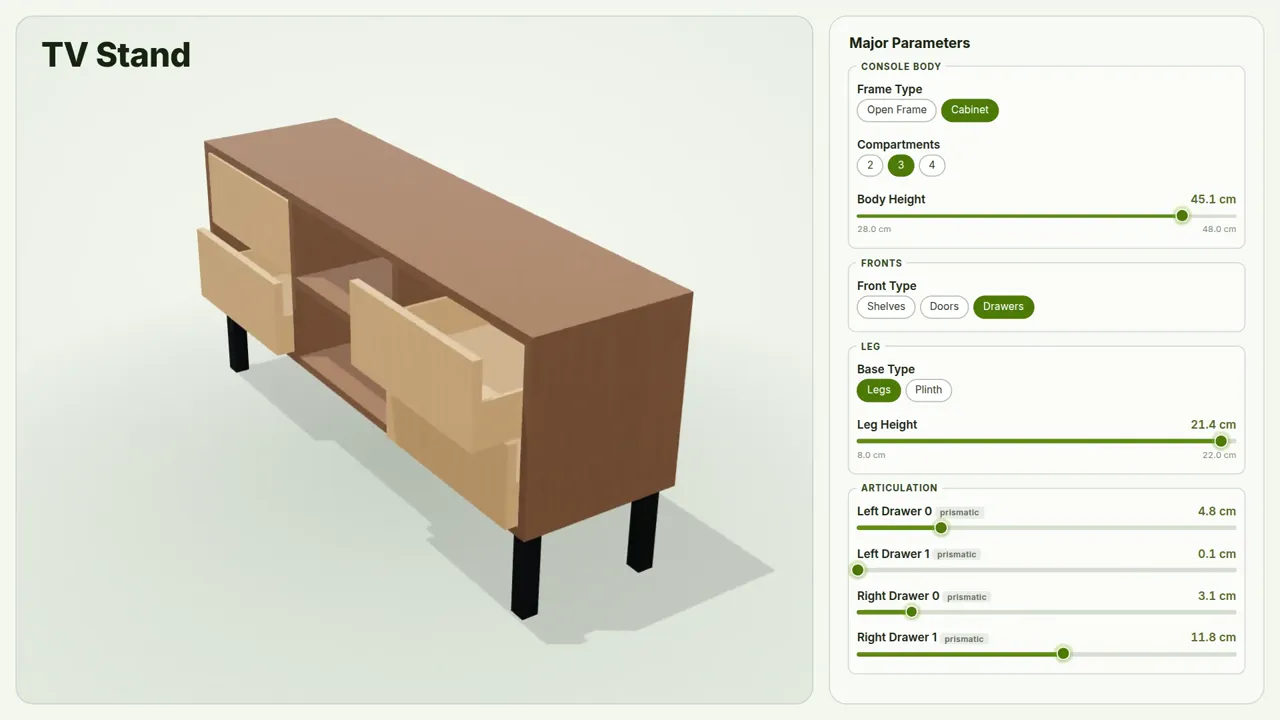 TV Stand
Major Parameters
CONSOLE BODY
Frame Type
Open Frame Cabinet
Compartments
2 3 4
Body Height 45.1 cm
28.0 cm 48.0 cm
FRONTS
Front Type
Shelves Doors Drawers
LEG
Base Type
Legs Plinth
Leg Height 21.4 cm
8.0 cm 22.0 cm
ARTICULATION
Left Drawer 0 prismatic 4.8 cm
Left Drawer 1 prismatic 0.1 cm
Right Drawer 0 prismatic 3.1 cm
Right Drawer 1 prismatic 11.8 cm